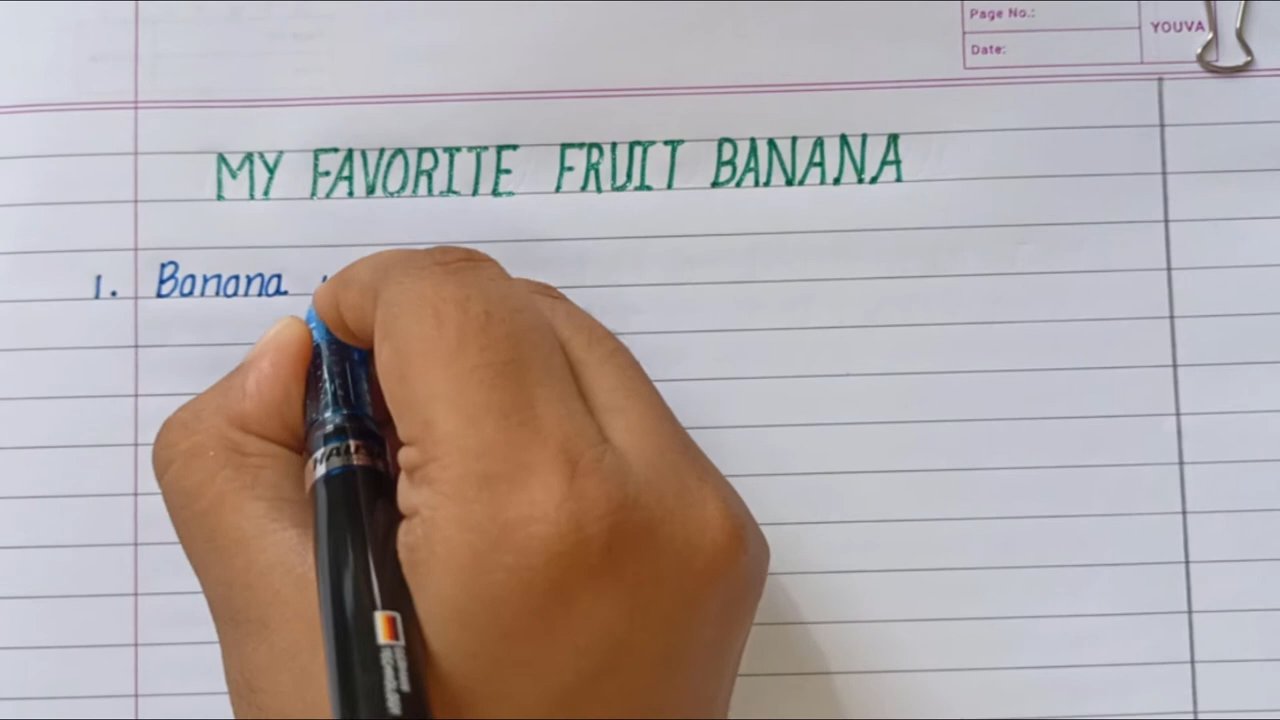 Page No.:
Date:
YOUVA
MY FAVORITE FRUIT BANANA
1. Banana